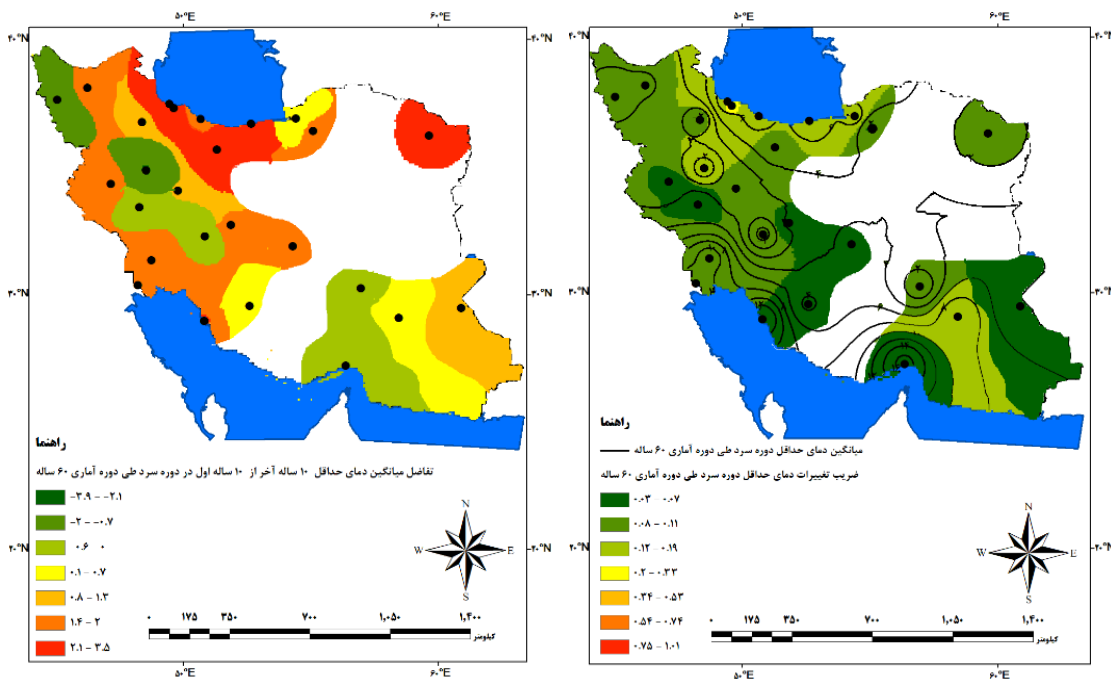 ۵۰°E
۶۰°E
۴۰°N
۴۰°N
۳۰°N
۳۰°N
راهنما
تفاضل میانگین دمای حداقل ۱۰ ساله آخر از ۱۰ ساله اول در دوره سرد طی دوره آماری ۶۰ ساله
-۳.۹ - -۲.۱
-۲ - -۰.۷
۰.۶ ۰
۰.۱ - ۰.۷
۰.۸ - ۱.۳
۱.۴ - ۲
۲.۱ - ۳.۵
N
W
E
S
۲۰°N
۰ ۱۷۵ ۳۵۰ ۷۰۰ ۱,۰۵۰ ۱,۴۰۰
کیلومتر
۵۰°E
۶۰°E
۵۰°E
۶۰°E
۴۰°N
۳۰°N
راهنما
میانگین دمای حداقل دوره سرد طی دوره آماری ۶۰ ساله
ضریب تغییرات دمای حداقل دوره سرد طی دوره آماری ۶۰ ساله
۰.۰۳ ۰.۰۷
۰.۰۸ - ۰.۱۱
۰.۱۲ - ۰.۱۹
۰.۲ - ۰.۳۳
۰.۳۴ - ۰.۵۳
۰.۵۴ - ۰.۷۴
۰.۷۵ - ۱.۰۱
N
W
E
S
۲۰°N
۰ ۱۷۵ ۳۵۰ ۷۰۰ ۱,۰۵۰ ۱,۴۰۰
کیلومتر
۵۰°E
۶۰°E